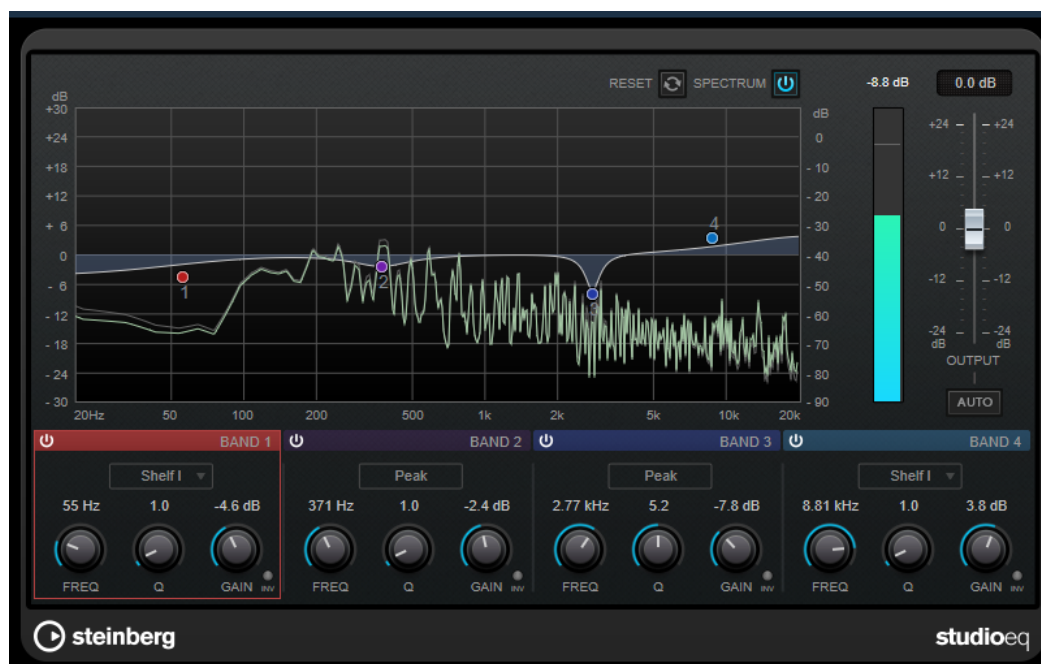 RESET SPECTRUM -8.8 dB 0.0 dB
dB
+30
+24
+18
+12
+ 6
0
- 6
- 12
- 18
- 24
- 30
1
2
3
4
dB
0
- 10
- 20
- 30
- 40
- 50
- 60
- 70
- 80
- 90
20Hz 50 100 200 500 1k 2k 5k 10k 20k
+24 +24
+12 +12
0 0
-12 -12
-24 -24
dB dB
OUTPUT
AUTO
BAND 1 BAND 2 BAND 3 BAND 4
Shelf I Peak Peak Shelf I
55 Hz 1.0 -4.6 dB 371 Hz 1.0 -2.4 dB 2.77 kHz 5.2 -7.8 dB 8.81 kHz 1.0 3.8 dB
FREQ Q GAIN INV FREQ Q GAIN INV FREQ Q GAIN INV FREQ Q GAIN INV
steinberg studioeq